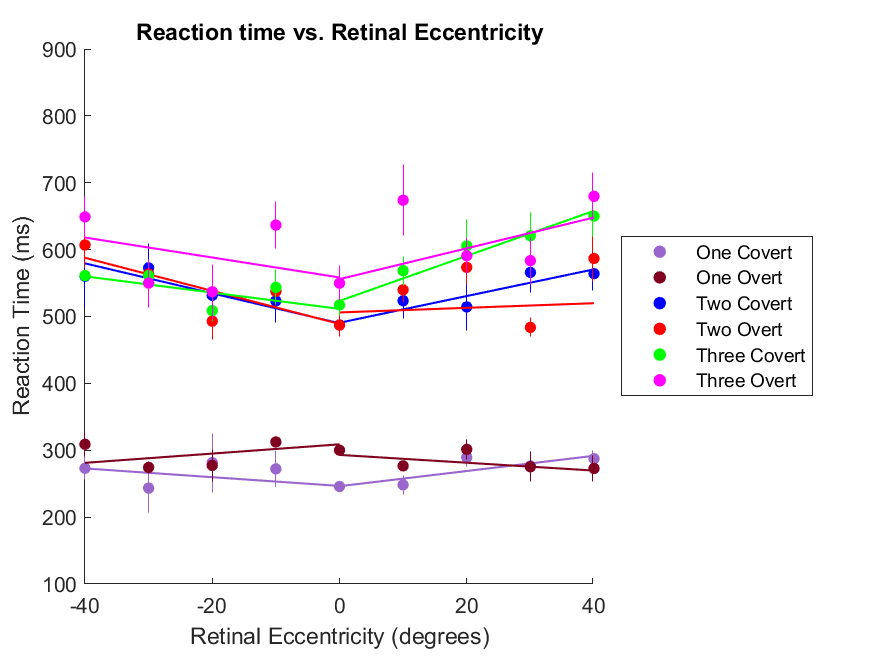 Reaction time vs. Retinal Eccentricity
900
800
700
600
500
400
300
200
100
Reaction Time (ms)
-40
-20
0
20
40
Retinal Eccentricity (degrees)
One Covert
One Overt
Two Covert
Two Overt
Three Covert
Three Overt